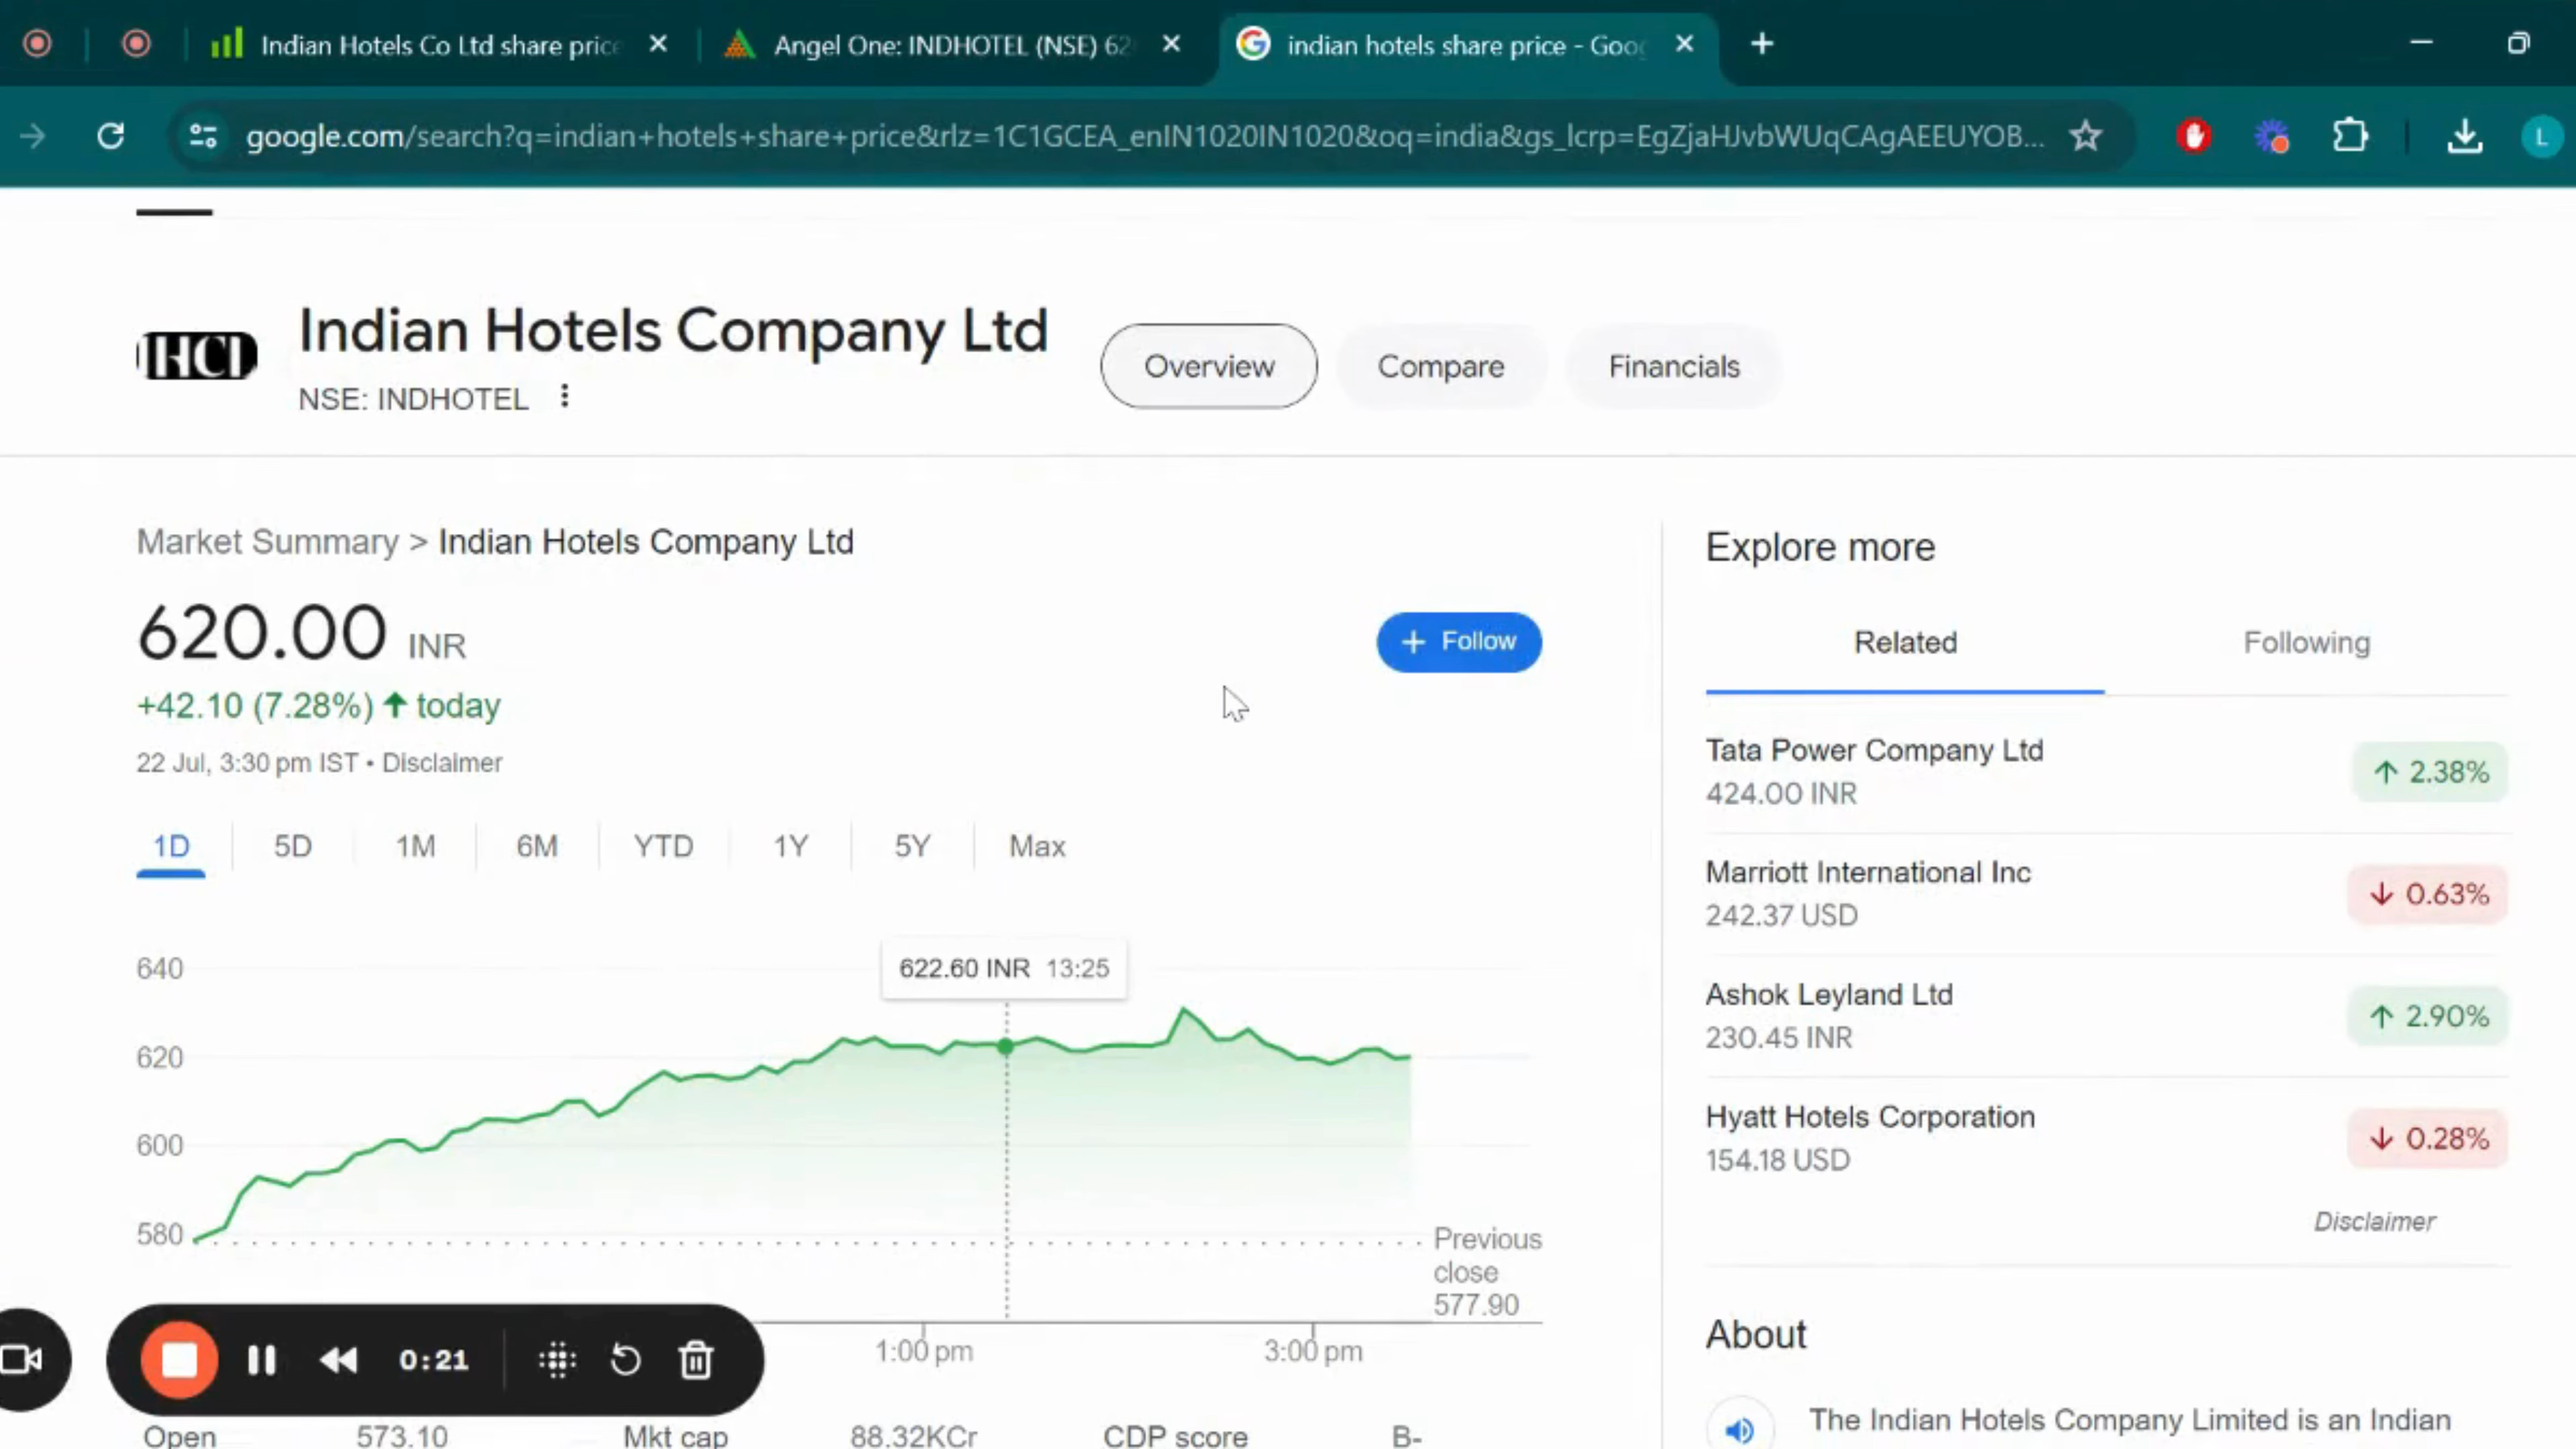 Indian Hotels Co Ltd share price
Angel One: INDHOTEL (NSE) 62
indian hotels share price - Goo
google.com/search?q=indian+hotels+share+price&rlz=1C1GCEA_enIN1020IN1020&oq=india&gs_lcrp=EgZjaHJvbWUqCAgAEEUYOB...
L
IHCL
Indian Hotels Company Ltd
NSE: INDHOTEL
Overview
Compare
Financials
Market Summary > Indian Hotels Company Ltd
620.00 INR
+ Follow
+42.10 (7.28%) ↑ today
22 Jul, 3:30 pm IST • Disclaimer
1D 5D 1M 6M YTD 1Y 5Y Max
622.60 INR 13:25
640
620
600
580
Previous
close
577.90
1:00 pm 3:00 pm
0:21
Open 573.10 Mkt cap 88.32KCr CDP score B-
Explore more
Related Following
Tata Power Company Ltd
424.00 INR
↑ 2.38%
Marriott International Inc
242.37 USD
↓ 0.63%
Ashok Leyland Ltd
230.45 INR
↑ 2.90%
Hyatt Hotels Corporation
154.18 USD
↓ 0.28%
Disclaimer
About
The Indian Hotels Company Limited is an Indian